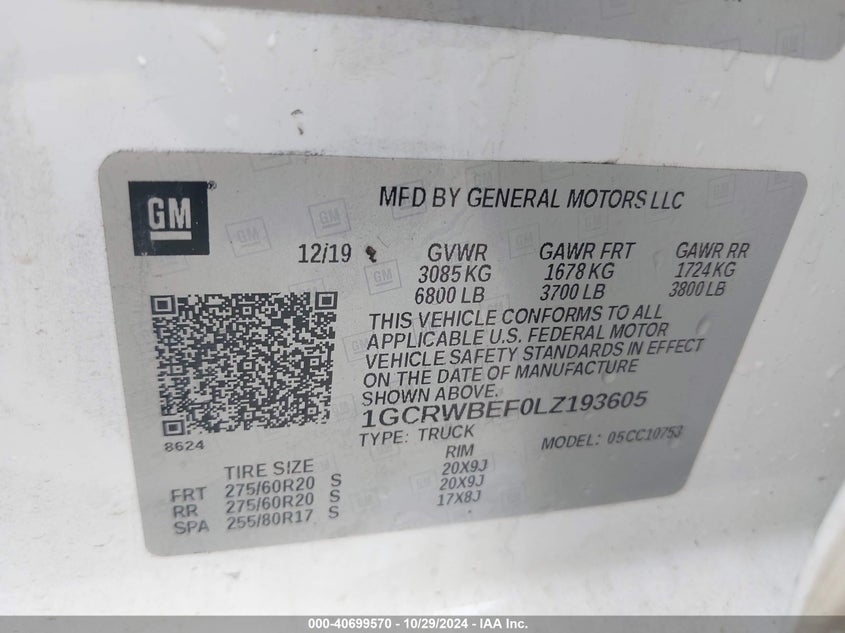 GM
MFD BY GENERAL MOTORS LLC
12/19
GVWR GAWR FRT GAWR RR
3085 KG 1678 KG 1724 KG
6800 LB 3700 LB 3800 LB
THIS VEHICLE CONFORMS TO ALL
APPLICABLE U.S. FEDERAL MOTOR
VEHICLE SAFETY STANDARDS IN EFFECT
ON THE DATE OF MANUFACTURE
SHOWN ABOVE.
1GCRWBEF0LZ193605
TYPE: TRUCK MODEL: 05CC10753
8624
TIRE SIZE RIM
FRT 275/60R20 S 20X9J
RR 275/60R20 S 20X9J
SPA 255/80R17 S 17X8J
000-40699570 | 10/29/2024 - IAA Inc.